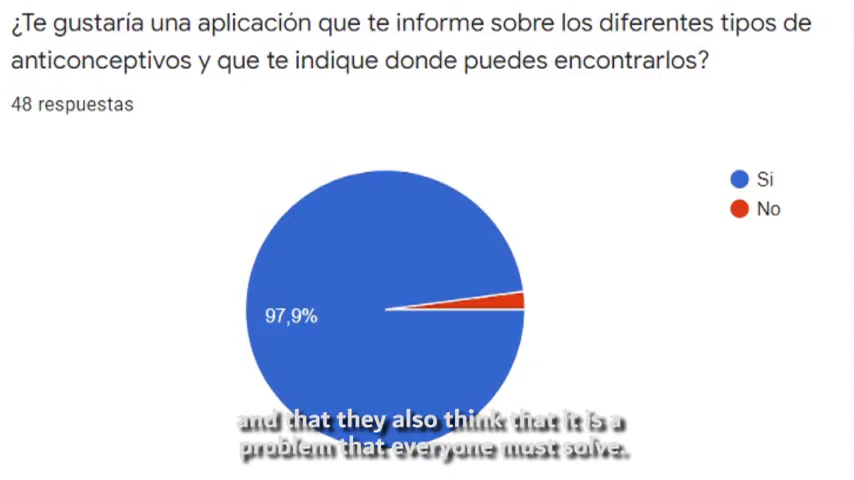 ¿Te gustaría una aplicación que te informe sobre los diferentes tipos de
anticonceptivos y que te indique donde puedes encontrarlos?
48 respuestas
Si
No
97,9%
and that they also think that it is a
problem that everyone must solve.